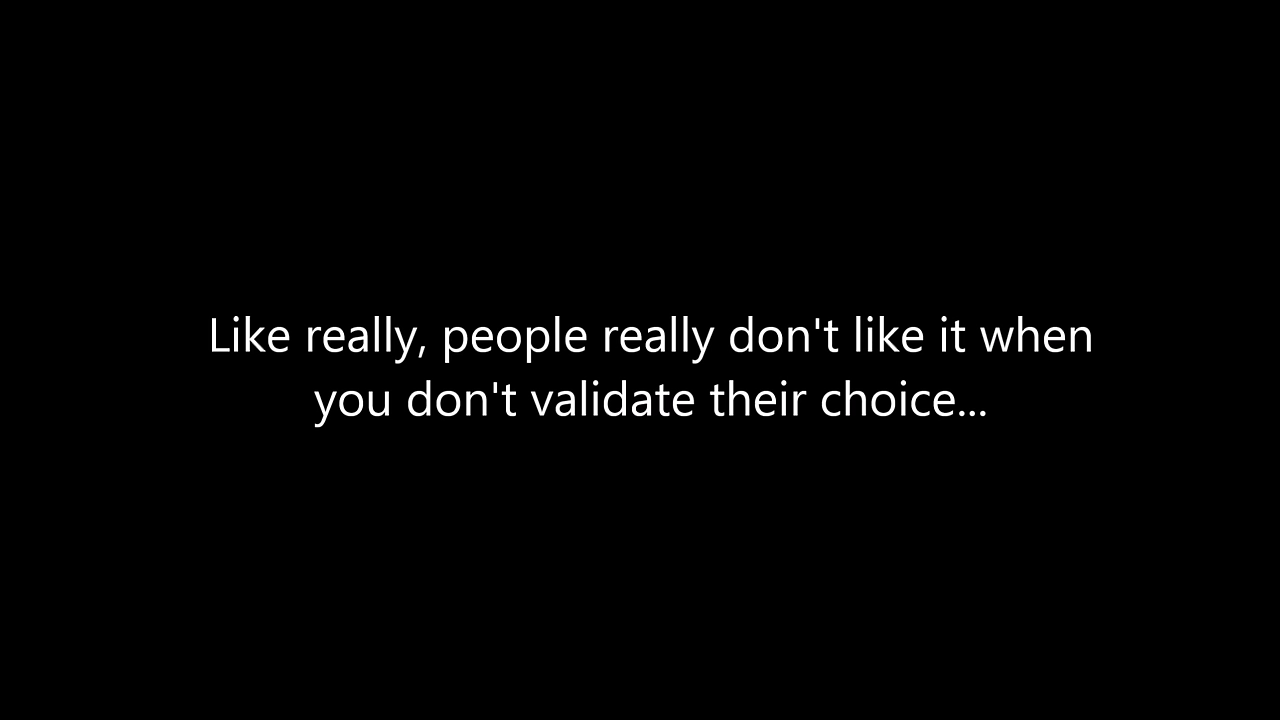 Like really, people really don't like it when
you don't validate their choice...